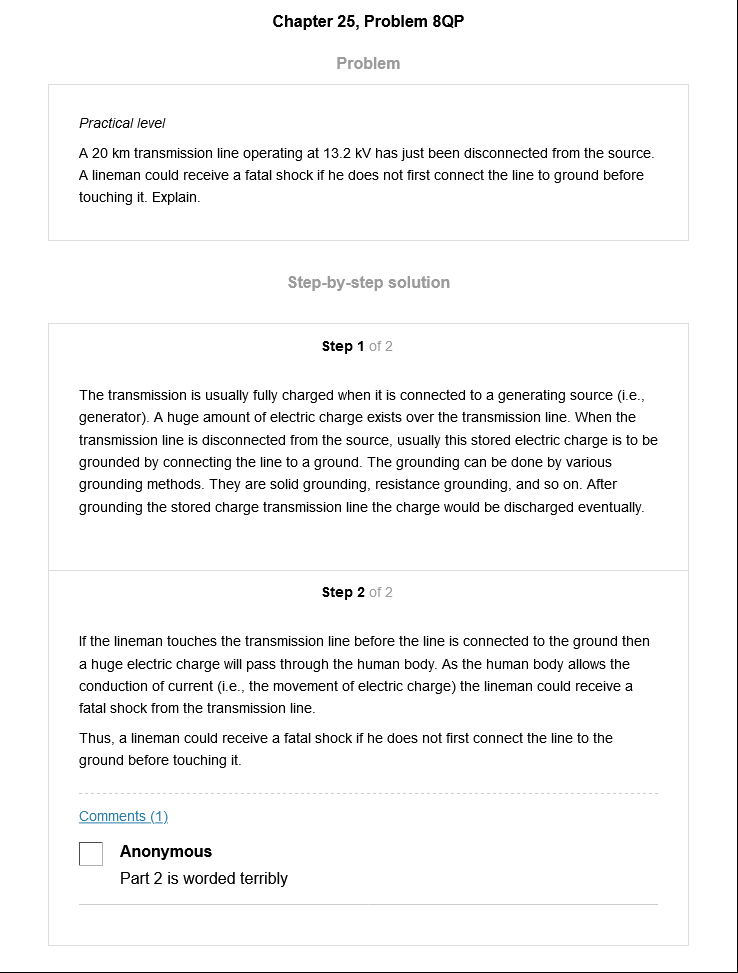 Chapter 25, Problem 8QP
Problem
Practical level
A 20 km transmission line operating at 13.2 kV has just been disconnected from the source.
A lineman could receive a fatal shock if he does not first connect the line to ground before
touching it. Explain.
Step-by-step solution
Step 1 of 2
The transmission is usually fully charged when it is connected to a generating source (i.e.,
generator). A huge amount of electric charge exists over the transmission line. When the
transmission line is disconnected from the source, usually this stored electric charge is to be
grounded by connecting the line to a ground. The grounding can be done by various
grounding methods. They are solid grounding, resistance grounding, and so on. After
grounding the stored charge transmission line the charge would be discharged eventually.
Step 2 of 2
If the lineman touches the transmission line before the line is connected to the ground then
a huge electric charge will pass through the human body. As the human body allows the
conduction of current (i.e., the movement of electric charge) the lineman could receive a
fatal shock from the transmission line.
Thus, a lineman could receive a fatal shock if he does not first connect the line to the
ground before touching it.
Comments (1)
Anonymous
Part 2 is worded terribly